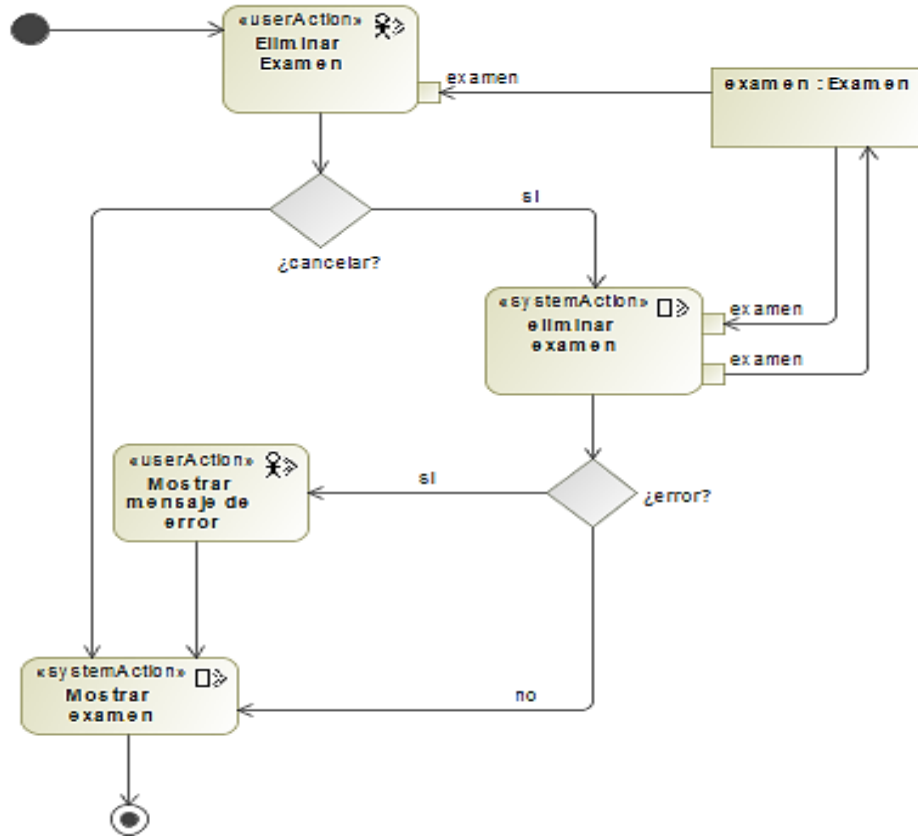 «userAction»
Eliminar
Examen
examen
examen : Examen
si
¿cancelar?
«systemAction»
eliminar
examen
examen
examen
«userAction»
Mostrar
mensaje de
error
si
¿error?
«systemAction»
Mostrar
examen
no